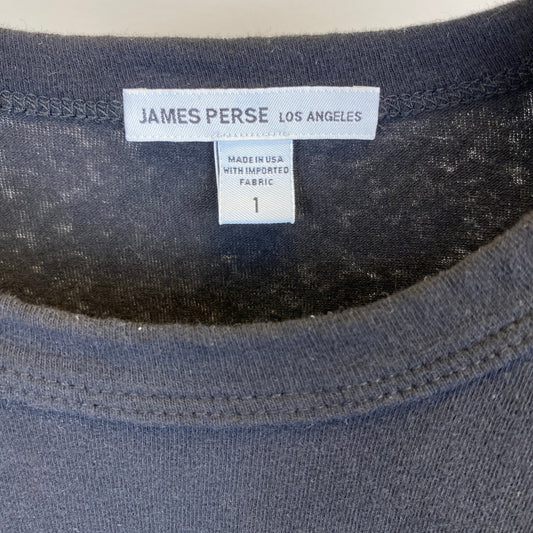 JAMES PERSE LOS ANGELES
MADE IN USA
WITH IMPORTED
FABRIC
1